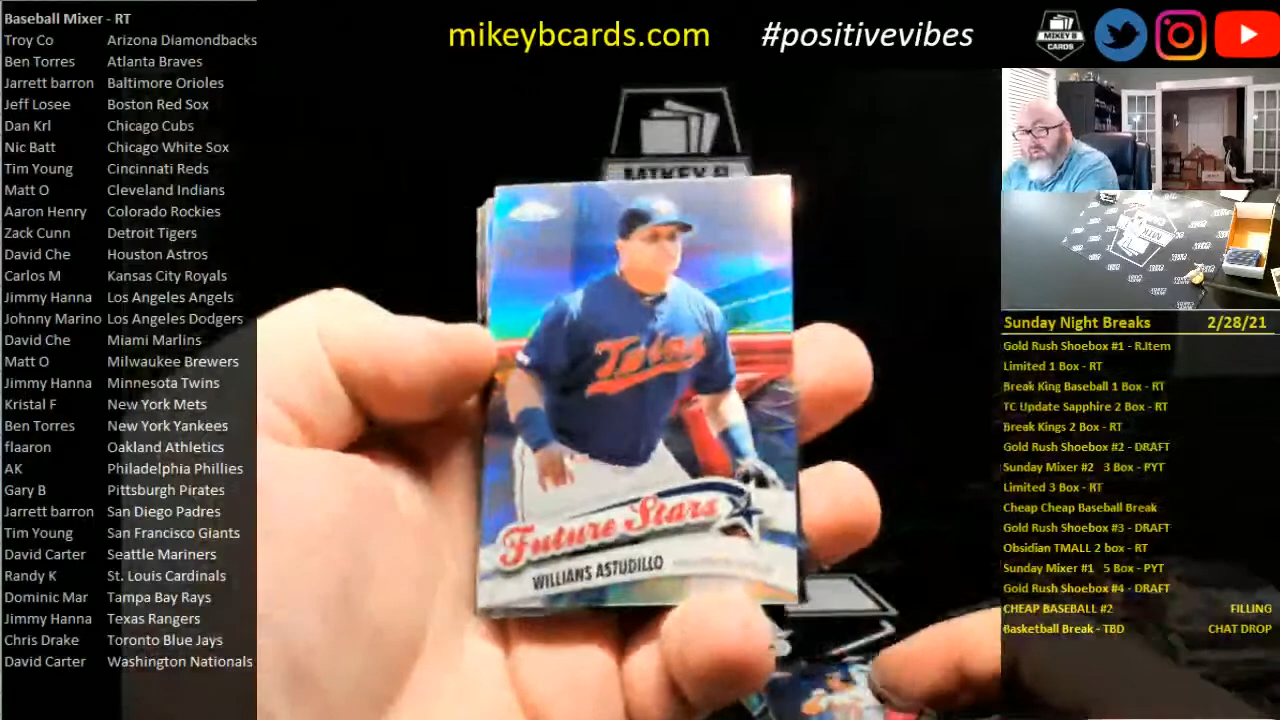 Baseball Mixer - RT
Troy Co Arizona Diamondbacks
Ben Torres Atlanta Braves
Jarrett barron Baltimore Orioles
Jeff Losee Boston Red Sox
Dan Krl Chicago Cubs
Nic Batt Chicago White Sox
Tim Young Cincinnati Reds
Matt O Cleveland Indians
Aaron Henry Colorado Rockies
Zack Cunn Detroit Tigers
David Che Houston Astros
Carlos M Kansas City Royals
Jimmy Hanna Los Angeles Angels
Johnny Marino Los Angeles Dodgers
David Che Miami Marlins
Matt O Milwaukee Brewers
Jimmy Hanna Minnesota Twins
Kristal F New York Mets
Ben Torres New York Yankees
flaaron Oakland Athletics
AK Philadelphia Phillies
Gary B Pittsburgh Pirates
Jarrett barron San Diego Padres
Tim Young San Francisco Giants
David Carter Seattle Mariners
Randy K St. Louis Cardinals
Dominic Mar Tampa Bay Rays
Jimmy Hanna Texas Rangers
Chris Drake Toronto Blue Jays
David Carter Washington Nationals
mikeybcards.com #positivevibes
MIKEY B
CARDS
MIKEY B
Twins
Future Stars
WILLIANS ASTUDILLO
Sunday Night Breaks 2/28/21
Gold Rush Shoebox #1 - R.Item
Limited 1 Box - RT
Break King Baseball 1 Box - RT
TC Update Sapphire 2 Box - RT
Break Kings 2 Box - RT
Gold Rush Shoebox #2 - DRAFT
Sunday Mixer #2 3 Box - PYT
Limited 3 Box - RT
Cheap Cheap Baseball Break
Gold Rush Shoebox #3 - DRAFT
Obsidian TMALL 2 box - RT
Sunday Mixer #1 5 Box - PYT
Gold Rush Shoebox #4 - DRAFT
CHEAP BASEBALL #2 FILLING
Basketball Break - TBD CHAT DROP